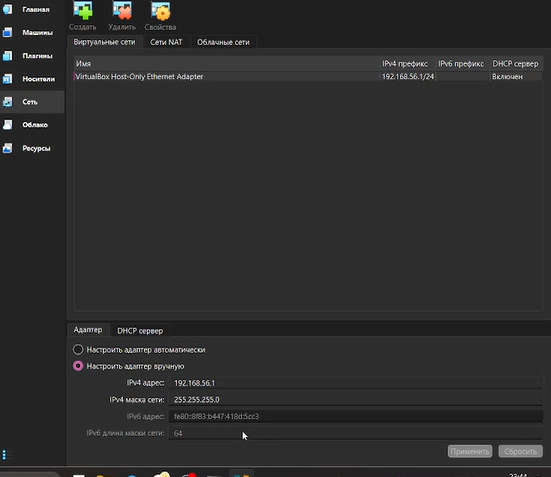 Главная
Машины
Плагины
Носители
Сеть
Облако
Ресурсы
Создать Удалить Свойства
Виртуальные сети Сети NAT Облачные сети
Имя IPv4 префикс IPv6 префикс DHCP сервер
VirtualBox Host-Only Ethernet Adapter 192.168.56.1/24 Включен
Адаптер DHCP сервер
Настроить адаптер автоматически
Настроить адаптер вручную
IPv4 адрес: 192.168.56.1
IPv4 маска сети: 255.255.255.0
IPv6 адрес: fe80::8f83:b447:418d:5cc3
IPv6 длина маски сети: 64
Применить Сбросить